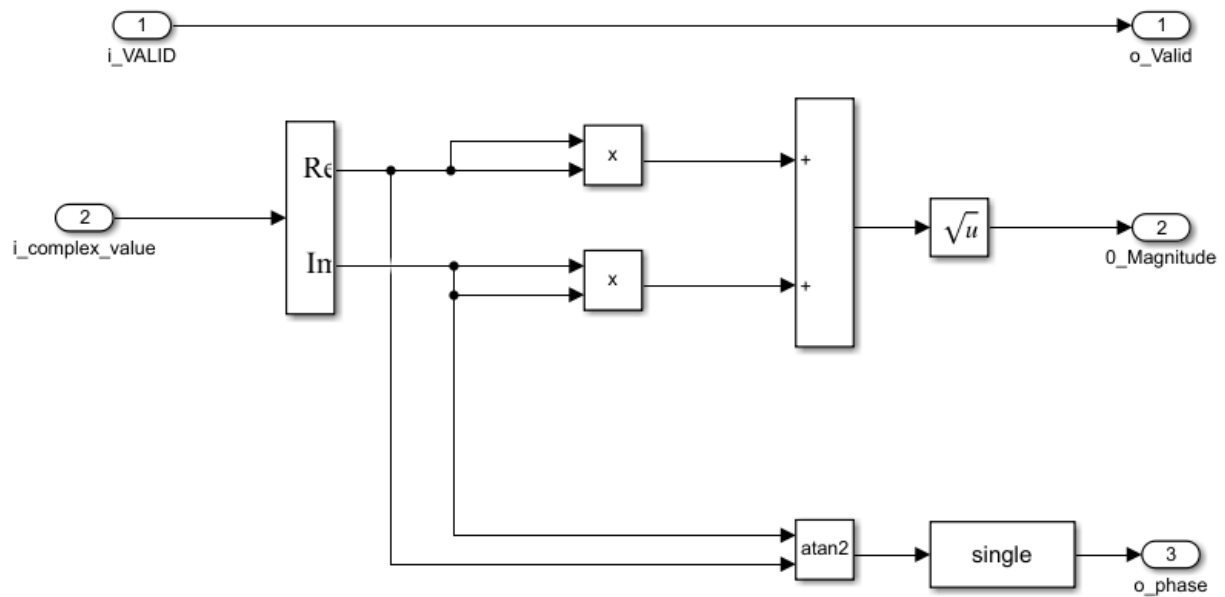 1
i_VALID
1
o_Valid
Re
x
+
2
i_complex_value
√u
2
0_Magnitude
Im
x
+
atan2
single
3
o_phase